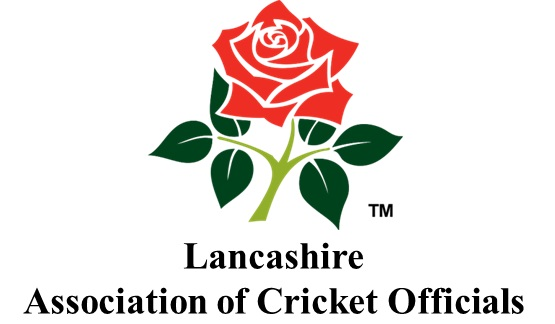 TM
Lancashire
Association of Cricket Officials